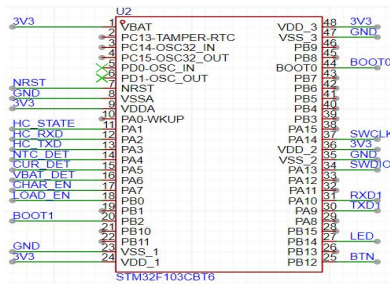 U2
3V3 1 VBAT VDD_3 48 3V3
2 PC13-TAMPER-RTC VSS_3 47 GND
3 PC14-OSC32_IN PB9 46
4 PC15-OSC32_OUT PB8 45
5 PD0-OSC_IN BOOT0 44 BOOT0
6 PD1-OSC_OUT PB7 43
NRST 7 NRST PB6 42
GND 8 VSSA PB5 41
3V3 9 VDDA PB4 40
10 PA0-WKUP PB3 39
HC_STATE 11 PA1 PA15 38
HC_RXD 12 PA2 PA14 37 SWCLK
HC_TXD 13 PA3 VDD_2 36 3V3
NTC_DET 14 PA4 VSS_2 35 GND
CUR_DET 15 PA5 PA13 34 SWDIO
VBAT_DET 16 PA6 PA12 33
CHAR_EN 17 PA7 PA11 32
LOAD_EN 18 PB0 PA10 31 RXD1
19 PB1 PA9 30 TXD1
BOOT1 20 PB2 PA8 29
21 PB10 PB15 28
22 PB11 PB14 27 LED
GND 23 VSS_1 PB13 26
3V3 24 VDD_1 PB12 25 BTN
STM32F103CBT6